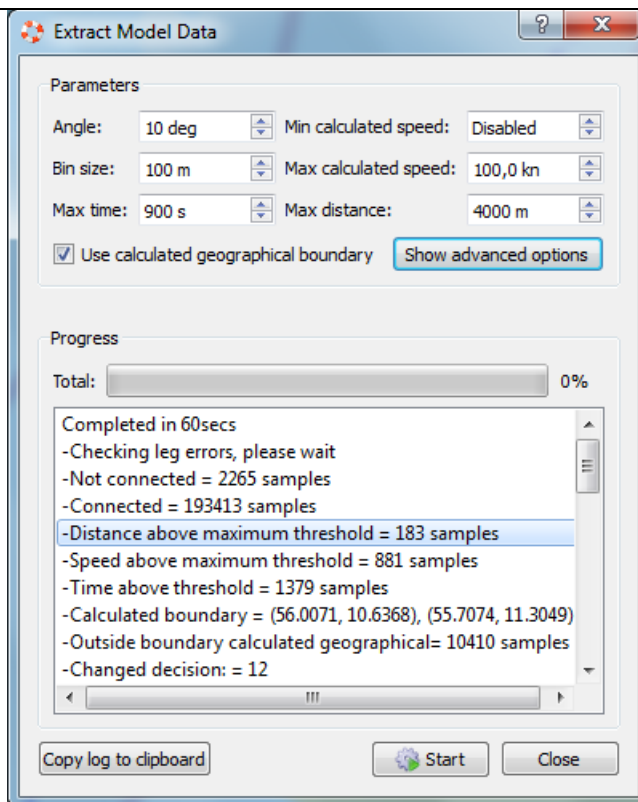 Extract Model Data
Parameters
Angle: 10 deg Min calculated speed: Disabled
Bin size: 100 m Max calculated speed: 100,0 kn
Max time: 900 s Max distance: 4000 m
Use calculated geographical boundary Show advanced options
Progress
Total: 0%
Completed in 60secs
-Checking leg errors, please wait
-Not connected = 2265 samples
-Connected = 193413 samples
-Distance above maximum threshold = 183 samples
-Speed above maximum threshold = 881 samples
-Time above threshold = 1379 samples
-Calculated boundary = (56.0071, 10.6368), (55.7074, 11.3049)
-Outside boundary calculated geographical= 10410 samples
-Changed decision: = 12
Copy log to clipboard Start Close